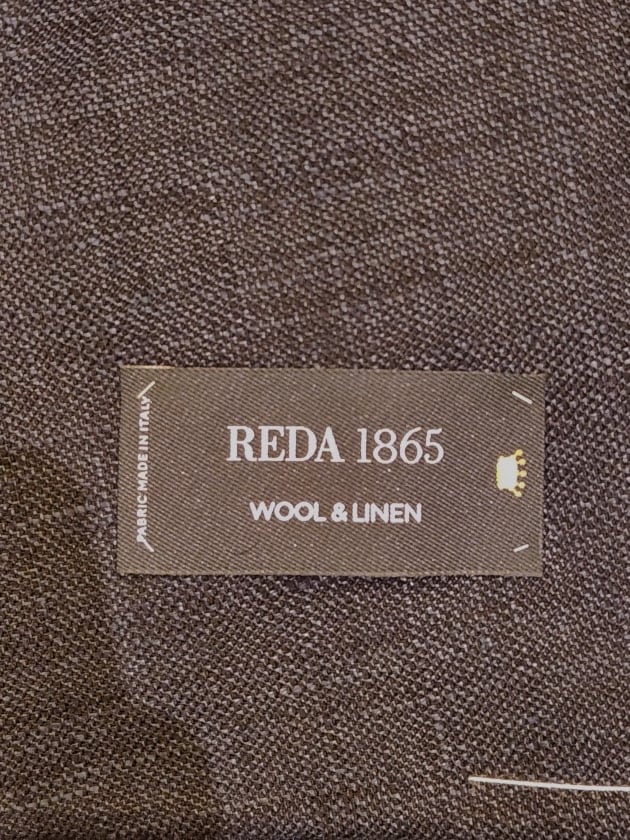 REDA 1865
WOOL & LINEN
FABRIC MADE IN ITALY